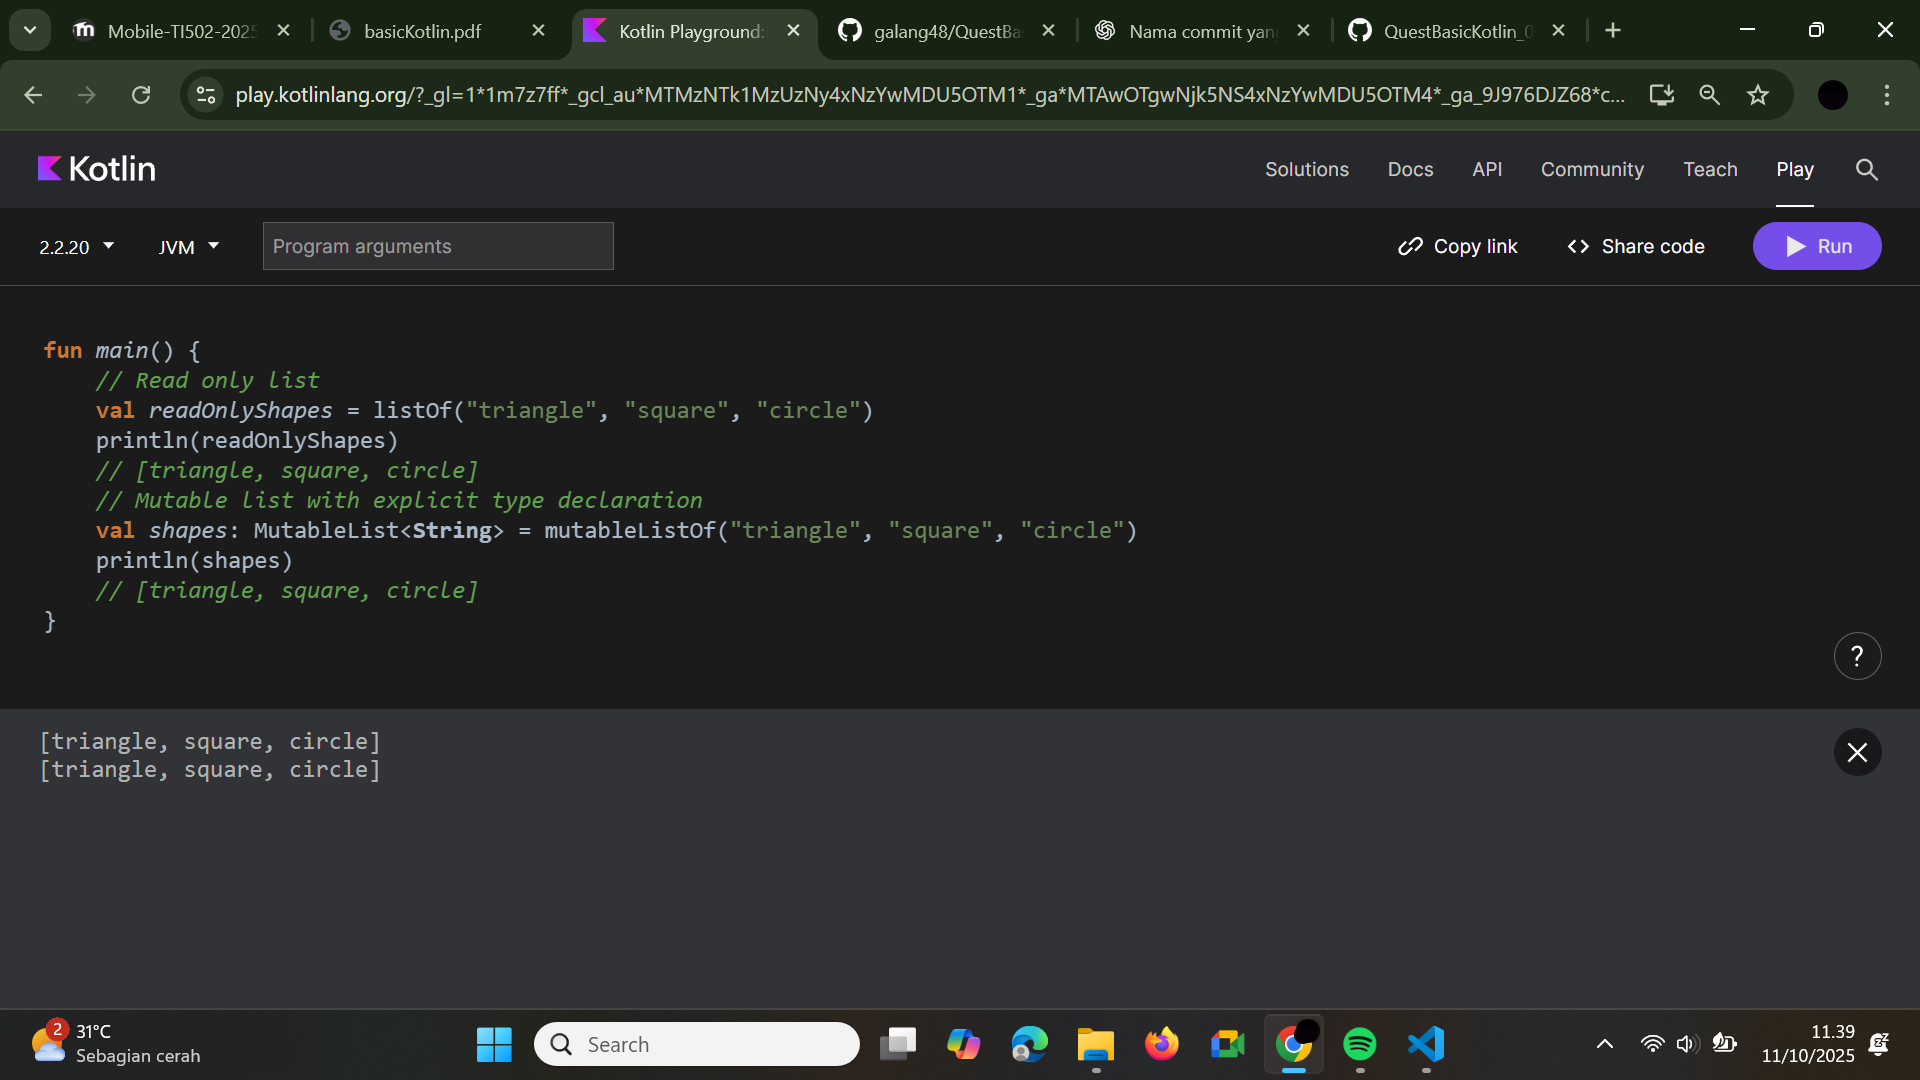 Mobile-TI502-2025
basicKotlin.pdf
Kotlin Playground:
galang48/QuestBa
Nama commit yang
QuestBasicKotlin_0
play.kotlinlang.org/?_gl=1*1m7z7ff*_gcl_au*MTMzNTk1MzUzNy4xNzYwMDU5OTM1*_ga*MTAwOTgwNjk5NS4xNzYwMDU5OTM4*_ga_9J976DJZ68*c...
Kotlin
Solutions
Docs
API
Community
Teach
Play
2.2.20
JVM
Program arguments
Copy link
Share code
Run
fun main() {
// Read only list
val readOnlyShapes = listOf("triangle", "square", "circle")
println(readOnlyShapes)
// [triangle, square, circle]
// Mutable list with explicit type declaration
val shapes: MutableList<String> = mutableListOf("triangle", "square", "circle")
println(shapes)
// [triangle, square, circle]
}
?
[triangle, square, circle]
[triangle, square, circle]
2
31°C
Sebagian cerah
Search
11.39
11/10/2025